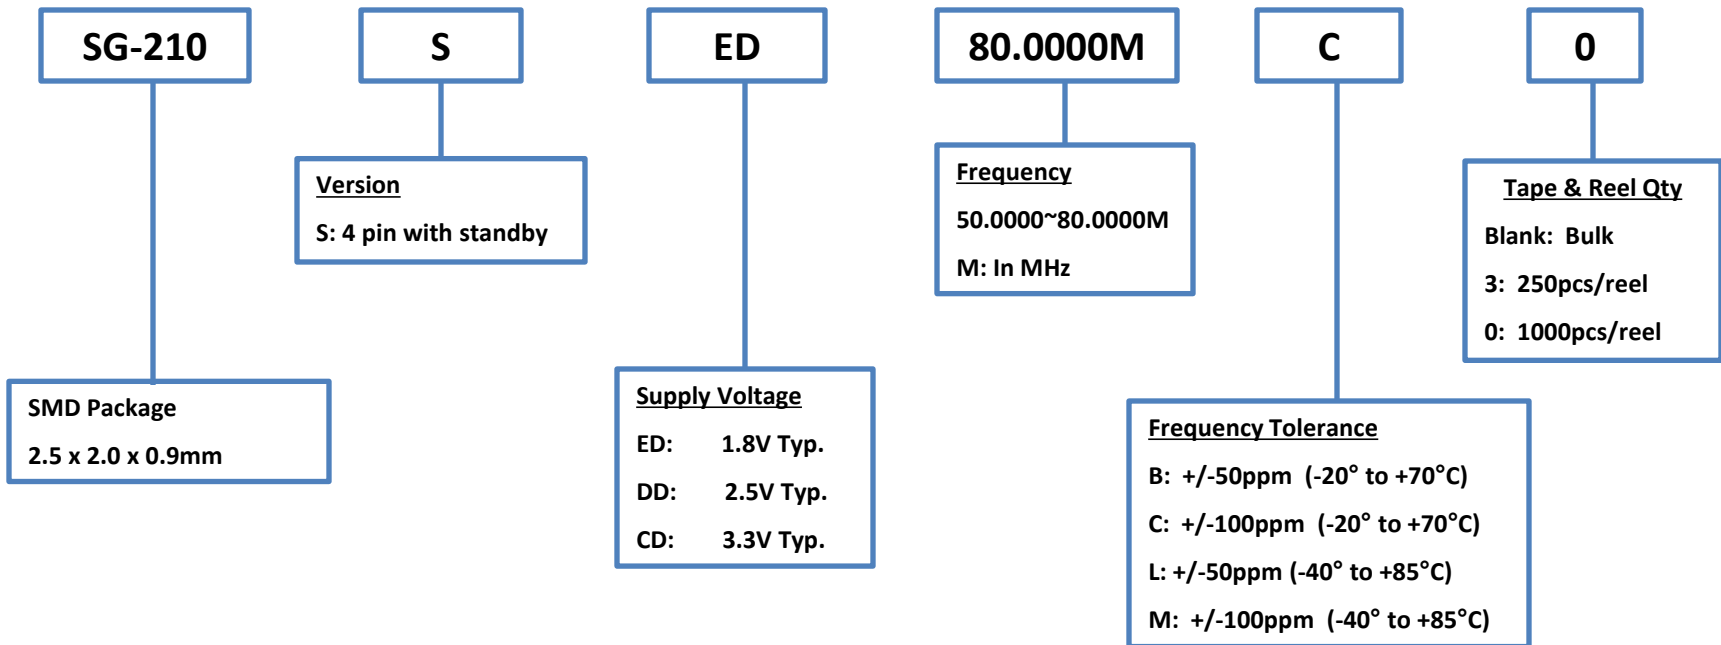 SG-210 S ED 80.0000M C 0
Version
S: 4 pin with standby
Frequency
50.0000~80.0000M
M: In MHz
Tape & Reel Qty
Blank: Bulk
3: 250pcs/reel
0: 1000pcs/reel
SMD Package
2.5 x 2.0 x 0.9mm
Supply Voltage
ED: 1.8V Typ.
DD: 2.5V Typ.
CD: 3.3V Typ.
Frequency Tolerance
B: +/-50ppm (-20° to +70°C)
C: +/-100ppm (-20° to +70°C)
L: +/-50ppm (-40° to +85°C)
M: +/-100ppm (-40° to +85°C)